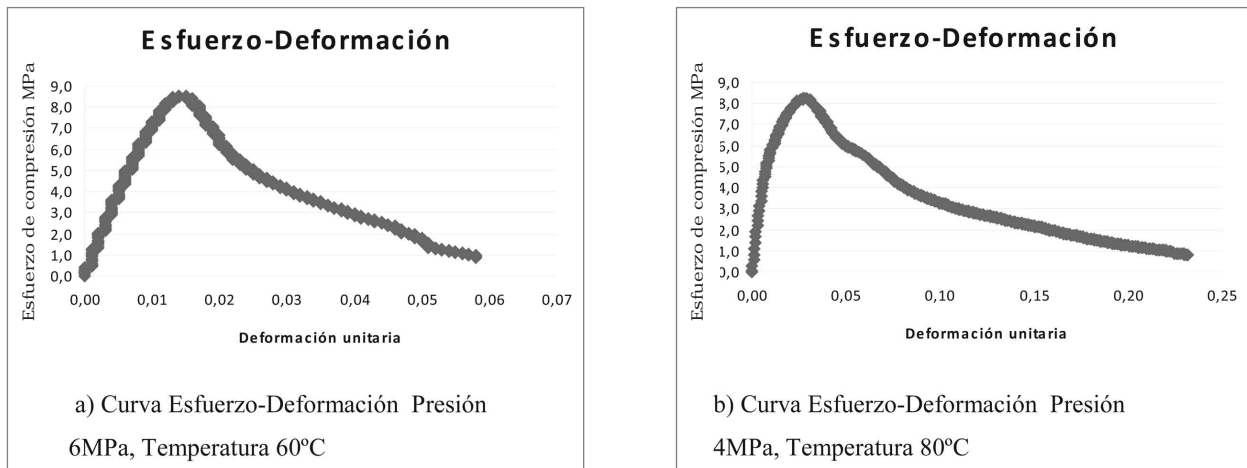 Esfuerzo-Deformación
Esfuerzo de compresión MPa
9,0
8,0
7,0
6,0
5,0
4,0
3,0
2,0
1,0
0,0
0,00 0,01 0,02 0,03 0,04 0,05 0,06 0,07
Deformación unitaria
a) Curva Esfuerzo-Deformación Presión
6MPa, Temperatura 60ºC
Esfuerzo-Deformación
Esfuerzo de compresión MPa
9,0
8,0
7,0
6,0
5,0
4,0
3,0
2,0
1,0
0,0
0,00 0,05 0,10 0,15 0,20 0,25
Deformación unitaria
b) Curva Esfuerzo-Deformación Presión
4MPa, Temperatura 80ºC